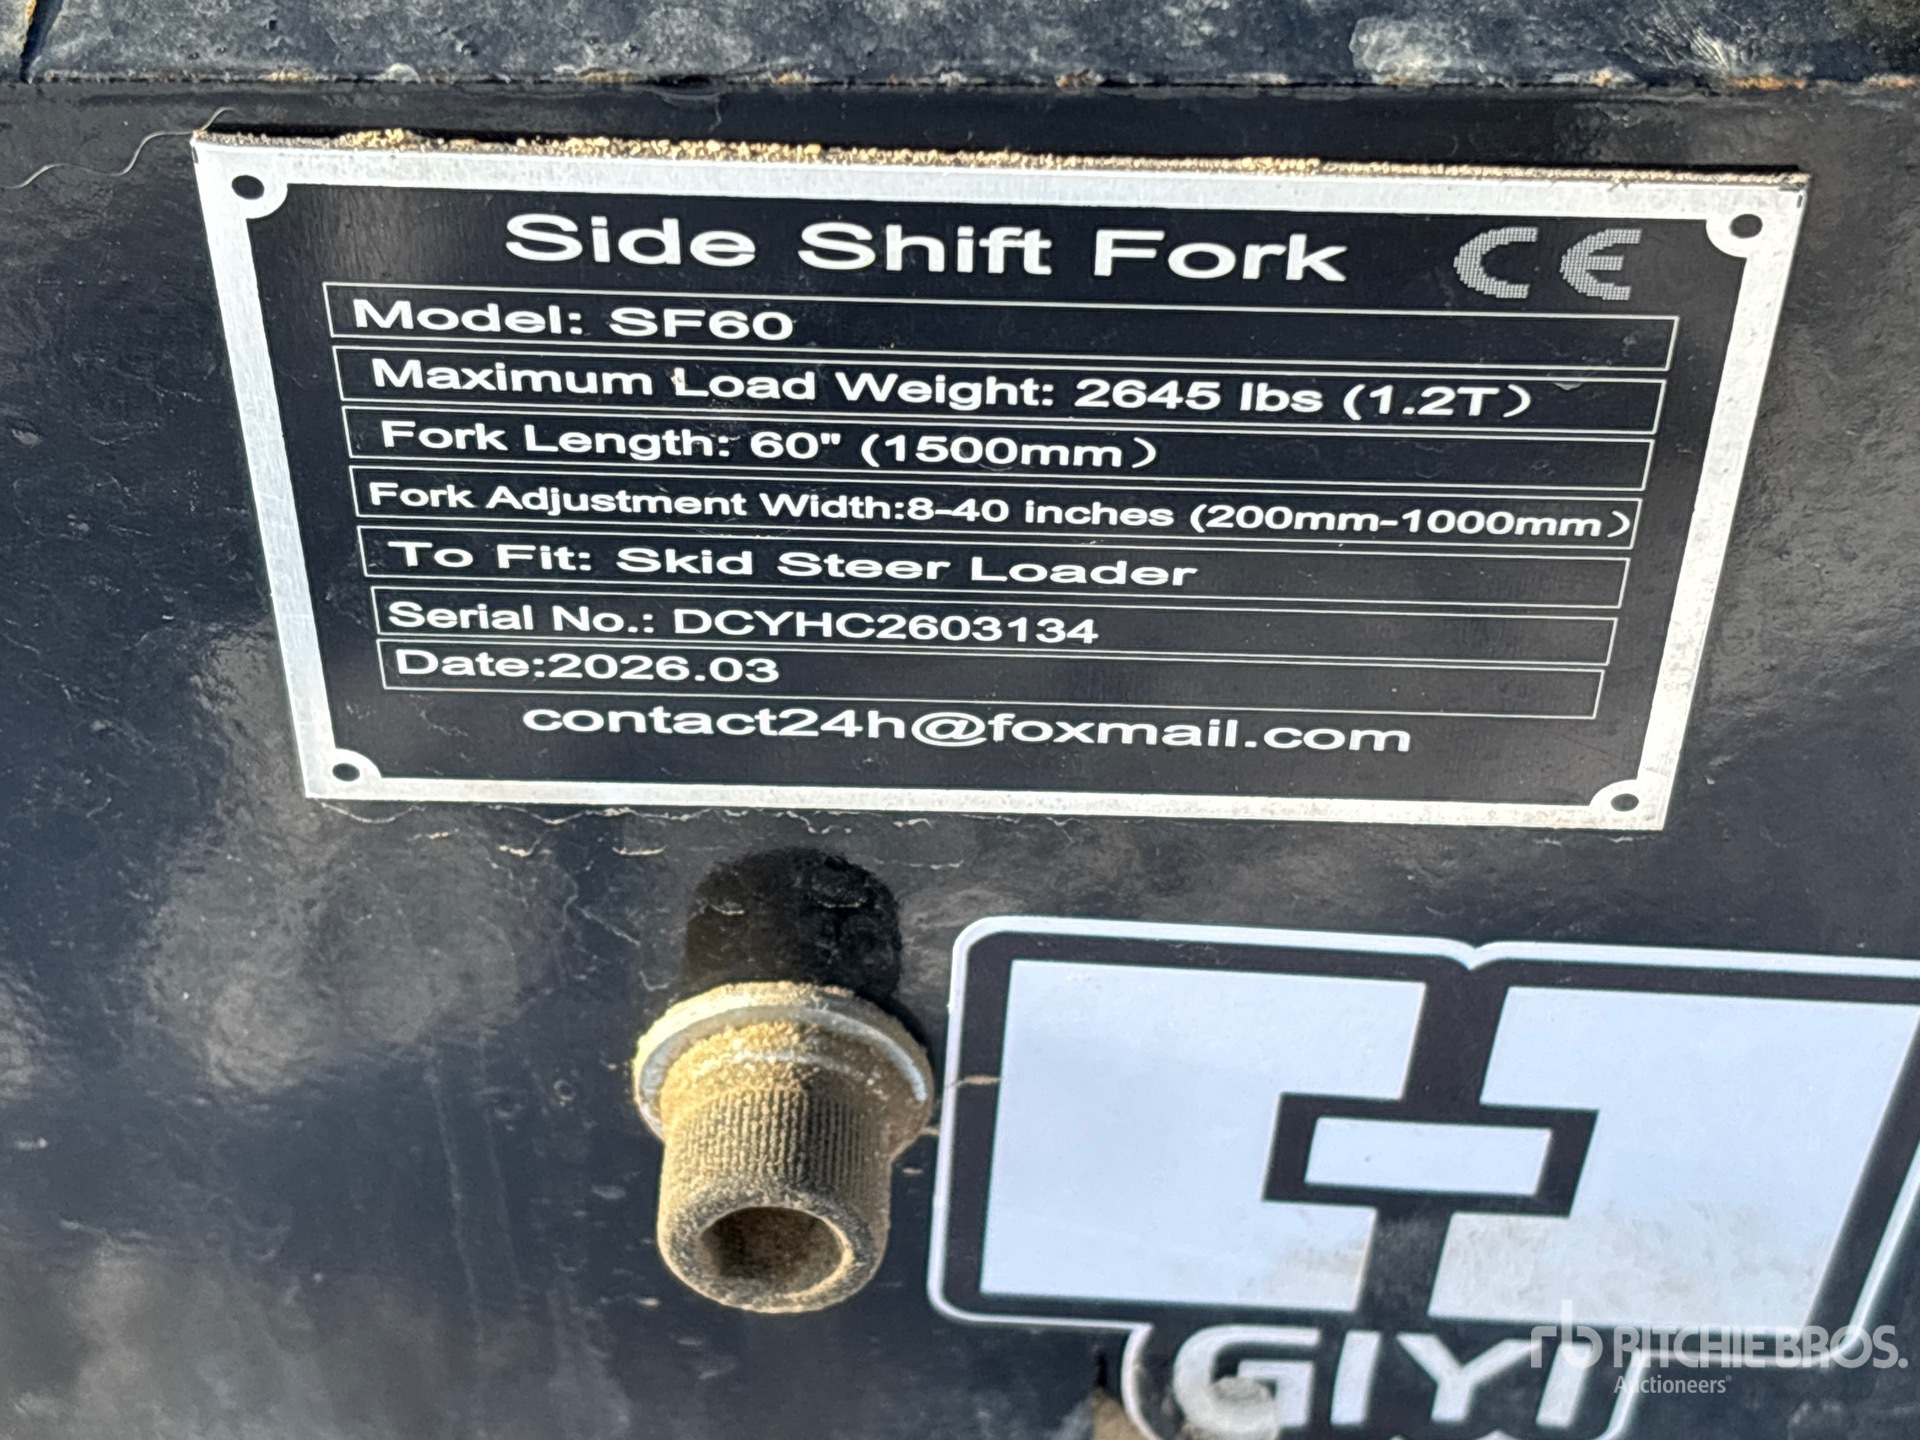 Side Shift Fork CE
Model: SF60
Maximum Load Weight: 2645 lbs (1.2T)
Fork Length: 60" (1500mm)
Fork Adjustment Width:8-40 inches (200mm-1000mm)
To Fit: Skid Steer Loader
Serial No.: DCYHC2603134
Date:2026.03
contact24h@foxmail.com
GIYI
rb RITCHIE BROS.
Auctioneers